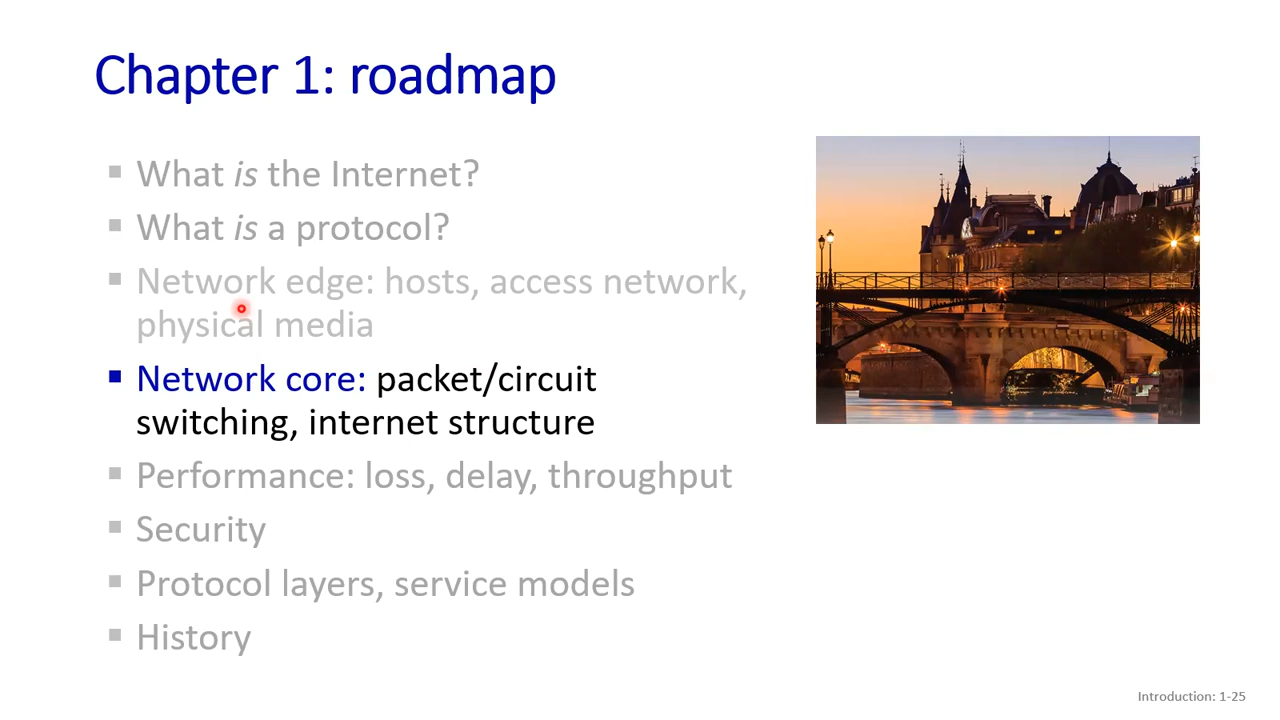 Chapter 1: roadmap
▪ What is the Internet?
▪ What is a protocol?
▪ Network edge: hosts, access network,
physical media
▪ Network core: packet/circuit
switching, internet structure
▪ Performance: loss, delay, throughput
▪ Security
▪ Protocol layers, service models
▪ History
Introduction: 1-25